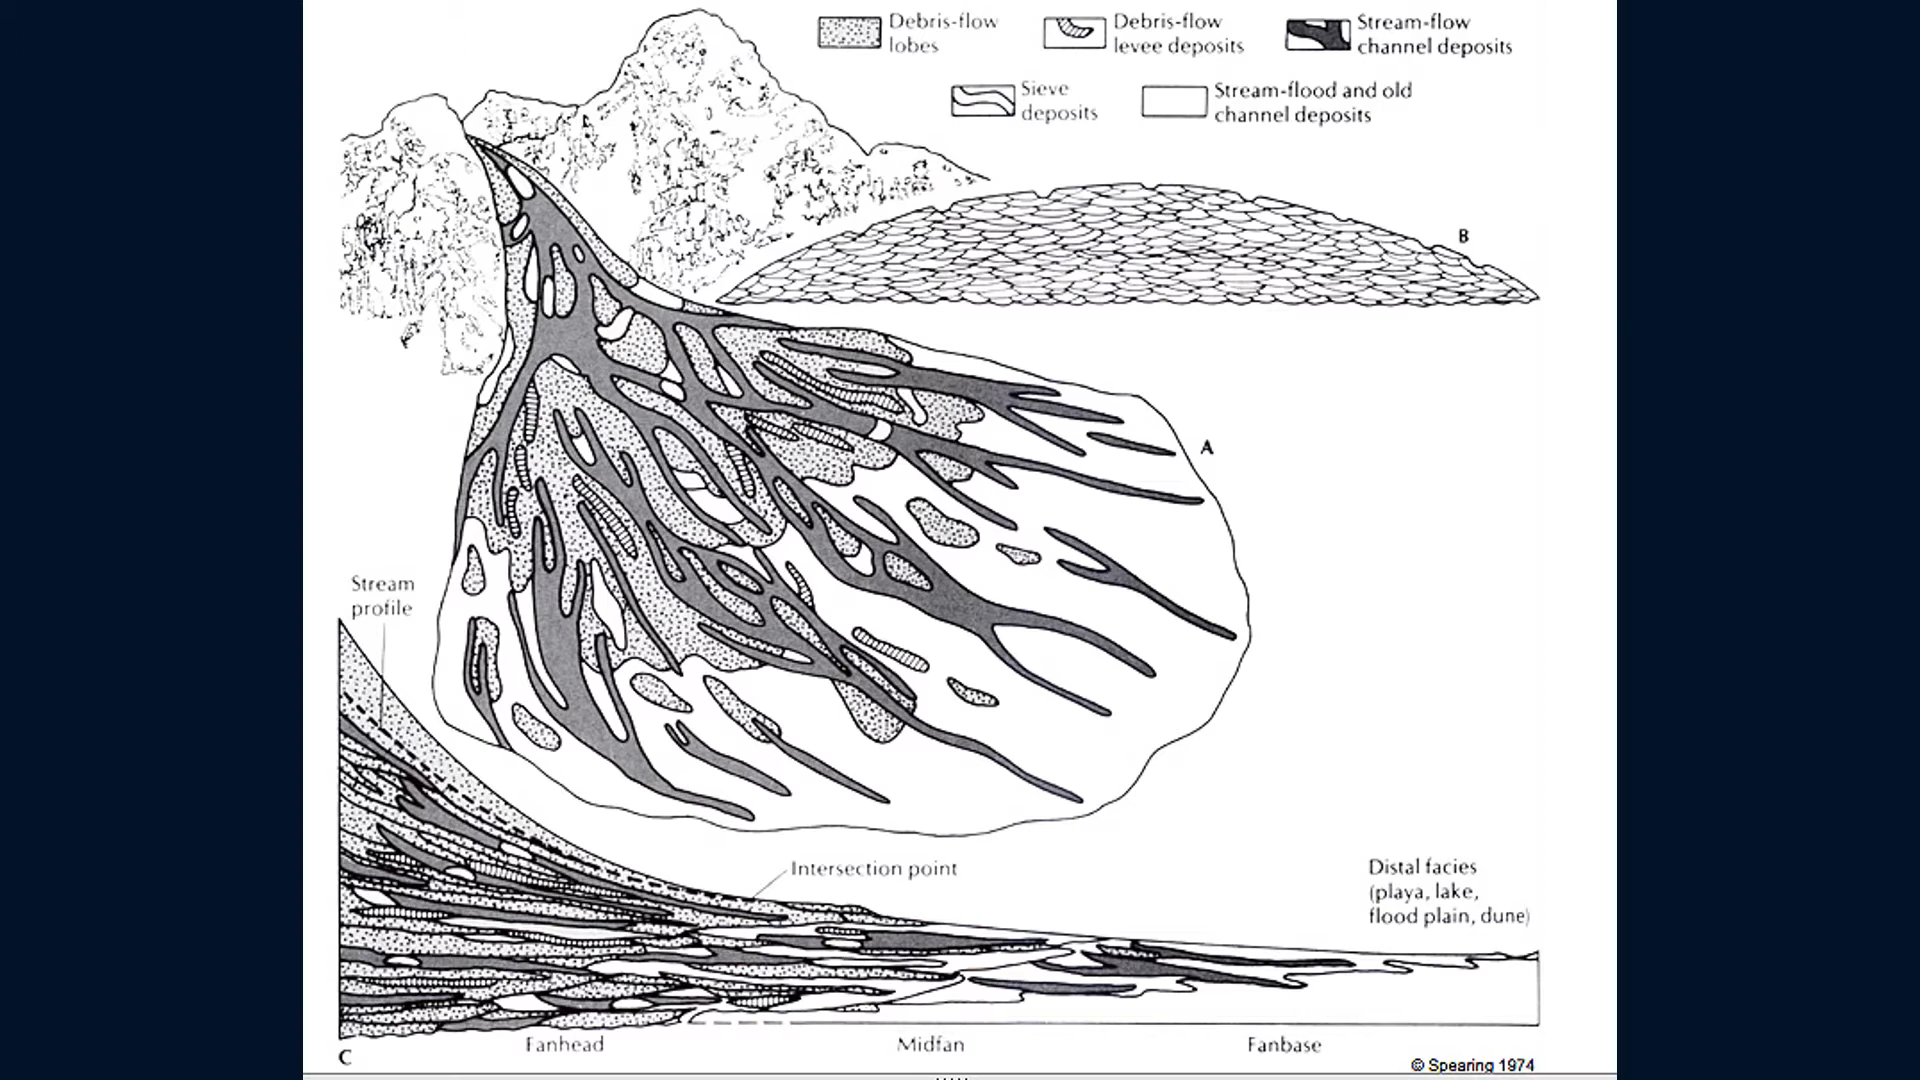 Debris-flow
lobes
Debris-flow
levee deposits
Stream-flow
channel deposits
Sieve
deposits
Stream-flood and old
channel deposits
B
A
Stream
profile
Intersection point
Distal facies
(playa, lake,
flood plain, dune)
Fanhead
Midfan
Fanbase
C
© Spearing 1974